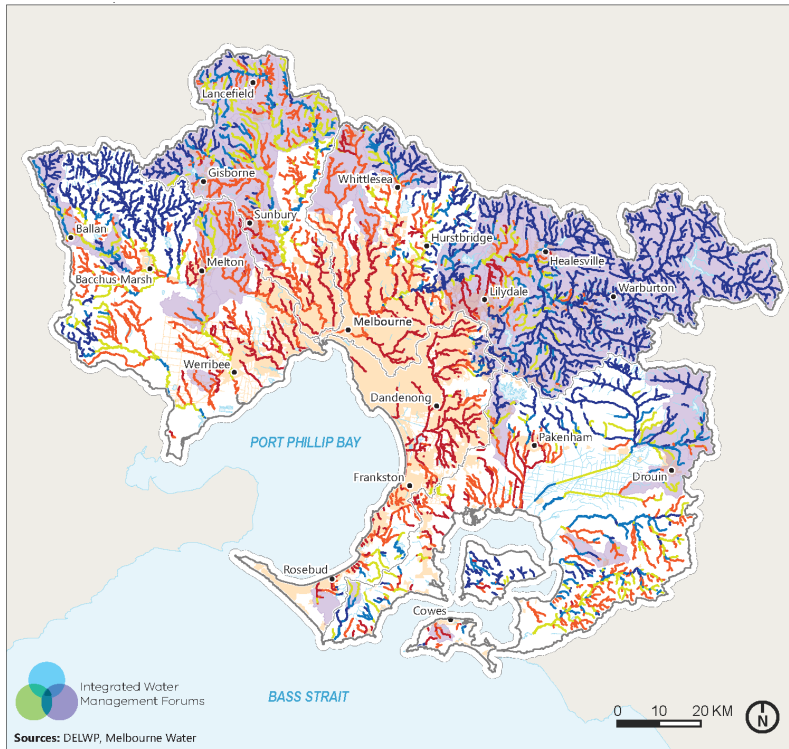 Lancefield
Gisborne
Whittlesea
Sunbury
Ballan
Hurstbridge
Healesville
Melton
Bacchus Marsh
Lilydale
Warburton
Melbourne
Werribee
Dandenong
PORT PHILLIP BAY
Pakenham
Frankston
Drouin
Rosebud
Cowes
Integrated Water
Management Forums
BASS STRAIT
0 10 20 KM
N
Sources: DELWP, Melbourne Water